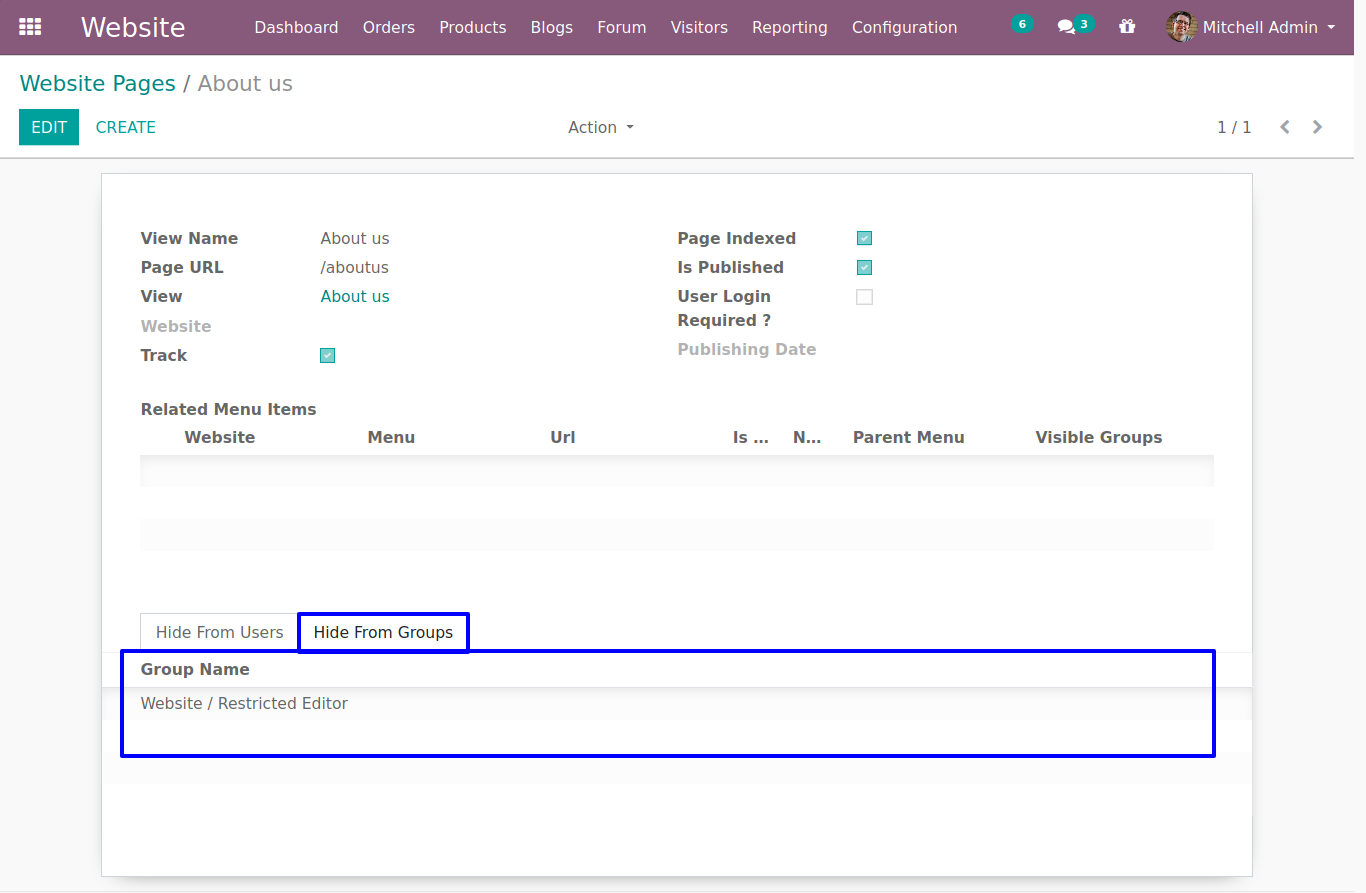 Website Dashboard Orders Products Blogs Forum Visitors Reporting Configuration 6 3 Mitchell Admin
Website Pages / About us
EDIT CREATE Action 1 / 1
View Name About us Page Indexed
Page URL /aboutus Is Published
View About us User Login
Required ?
Website
Publishing Date
Track
Related Menu Items
Website Menu Url Is ... N... Parent Menu Visible Groups
Hide From Users Hide From Groups
Group Name
Website / Restricted Editor